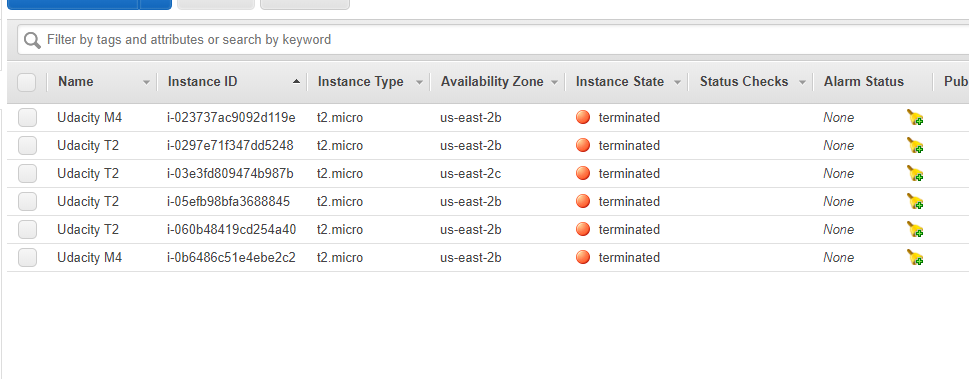 Filter by tags and attributes or search by keyword
Name Instance ID Instance Type Availability Zone Instance State Status Checks Alarm Status Pub
Udacity M4 i-023737ac9092d119e t2.micro us-east-2b terminated None
Udacity T2 i-0297e71f347dd5248 t2.micro us-east-2b terminated None
Udacity T2 i-03e3fd809474b987b t2.micro us-east-2c terminated None
Udacity T2 i-05efb98bfa3688845 t2.micro us-east-2b terminated None
Udacity T2 i-060b48419cd254a40 t2.micro us-east-2b terminated None
Udacity M4 i-0b6486c51e4ebe2c2 t2.micro us-east-2b terminated None